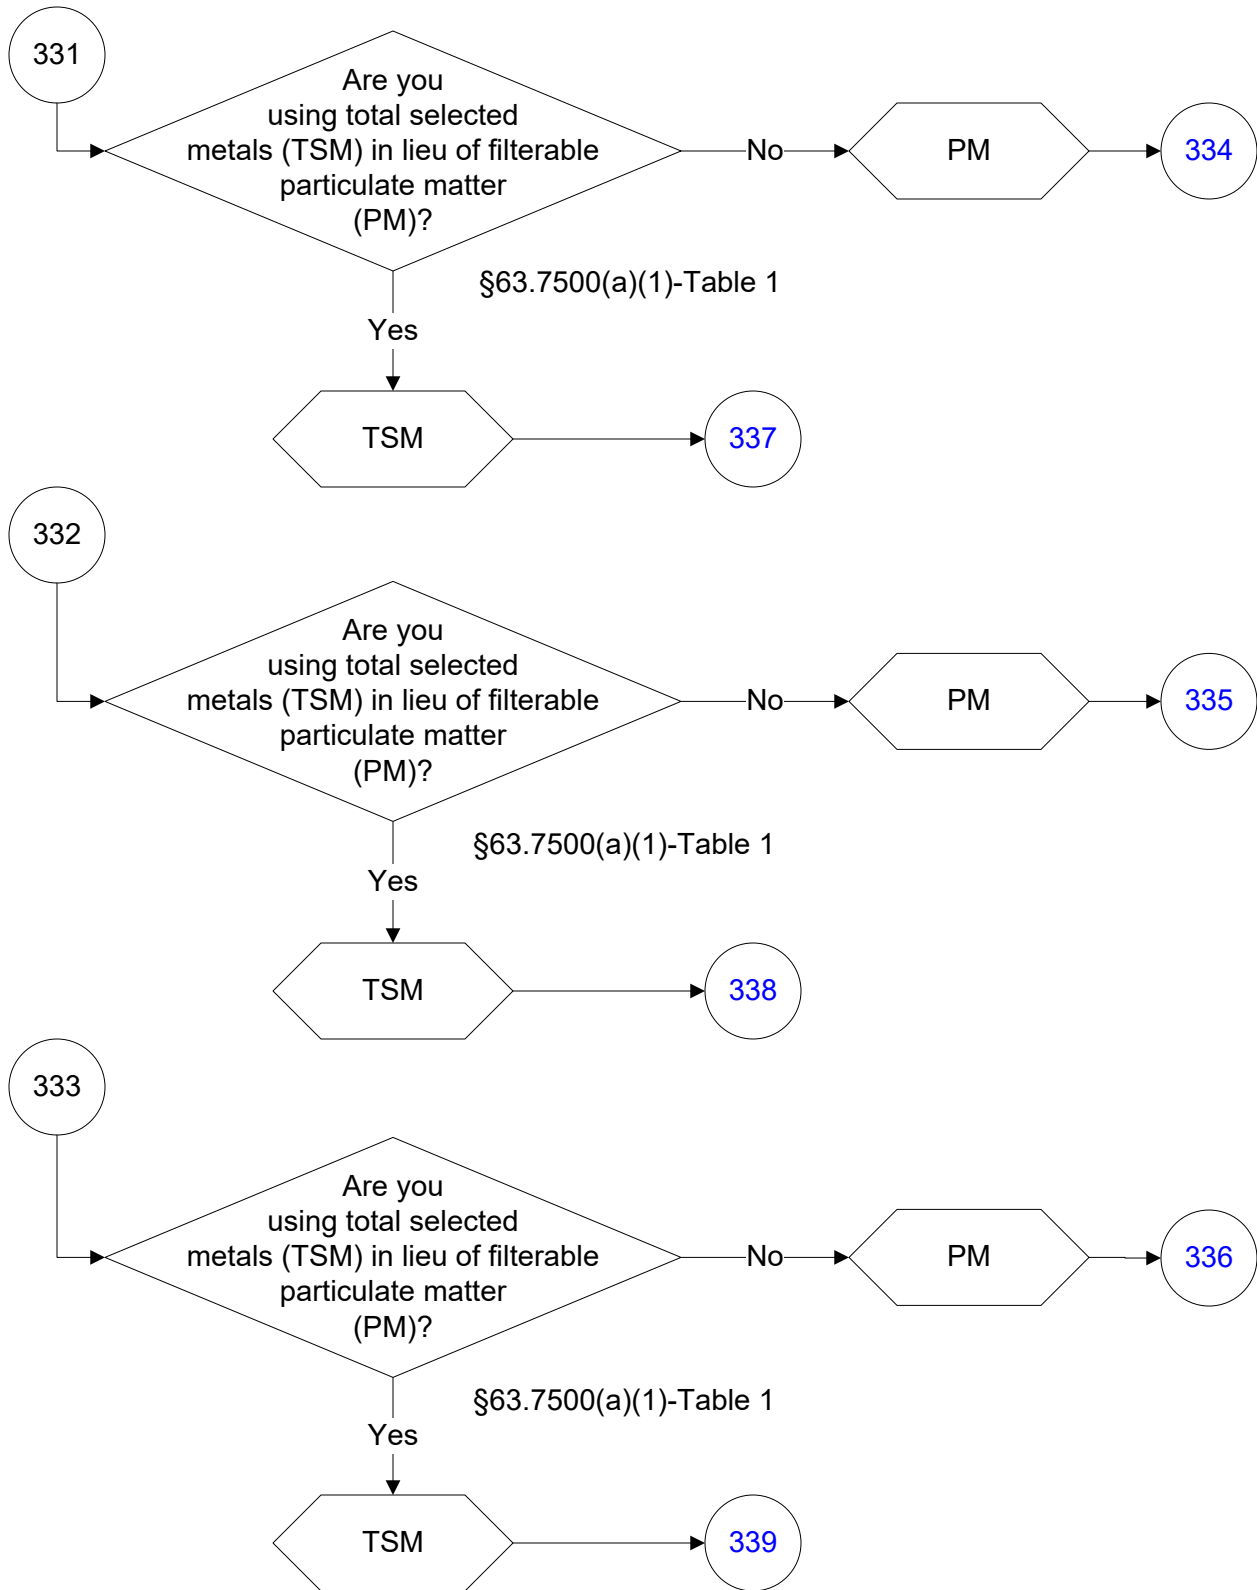 331
Are you
using total selected
metals (TSM) in lieu of filterable
particulate matter
(PM)?
No
PM
334
§63.7500(a)(1)-Table 1
Yes
TSM
337
332
Are you
using total selected
metals (TSM) in lieu of filterable
particulate matter
(PM)?
No
PM
335
§63.7500(a)(1)-Table 1
Yes
TSM
338
333
Are you
using total selected
metals (TSM) in lieu of filterable
particulate matter
(PM)?
No
PM
336
§63.7500(a)(1)-Table 1
Yes
TSM
339